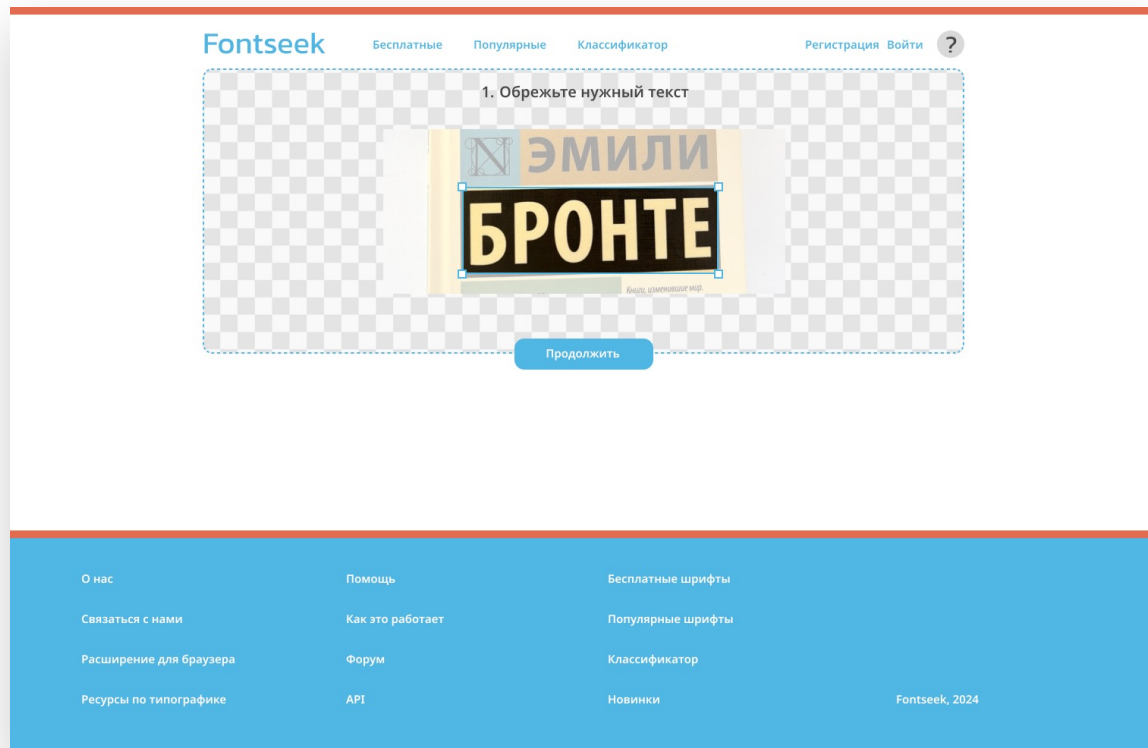 Fontseek Бесплатные Популярные Классификатор Регистрация Войти ?
1. Обрежьте нужный текст
N ЭМИЛИ
БРОНТЕ
Книги, изменившие мир.
Продолжить
О нас Помощь Бесплатные шрифты
Связаться с нами Как это работает Популярные шрифты
Расширение для браузера Форум Классификатор
Ресурсы по типографике API Новинки Fontseek, 2024